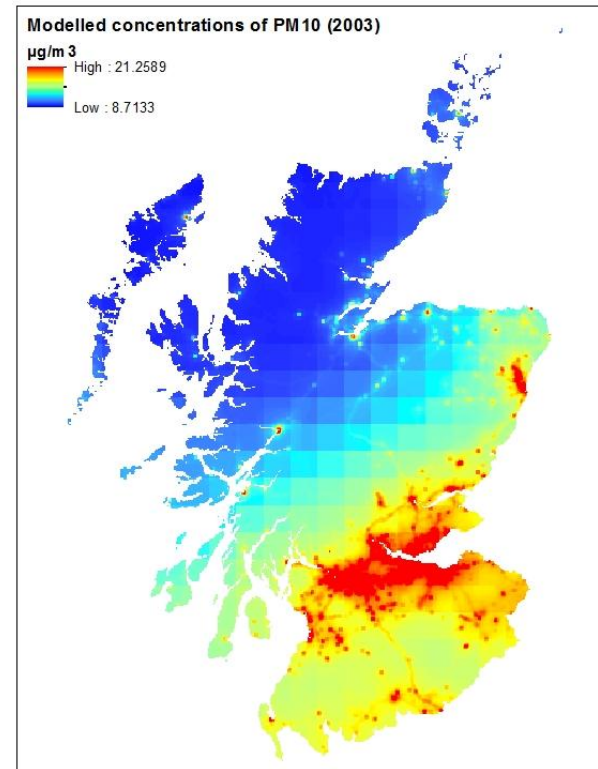 Modelled concentrations of PM10 (2003)
µg/m 3
High : 21.2589
Low : 8.7133